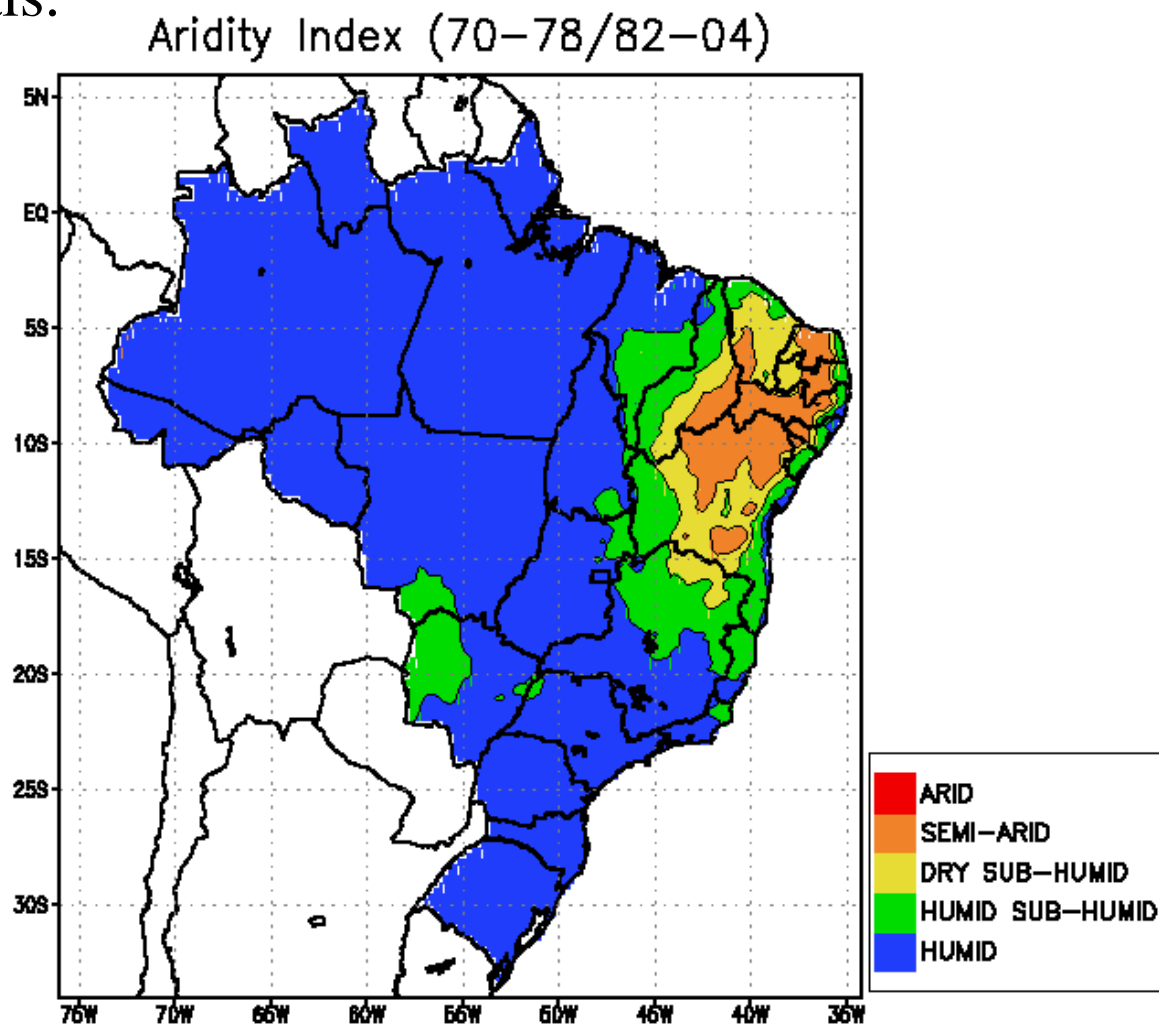 Aridity Index (70-78/82-04)
5N
EQ
5S
10S
15S
20S
25S
30S
75W 70W 65W 60W 55W 50W 45W 40W 35W
ARID
SEMI-ARID
DRY SUB-HUMID
HUMID SUB-HUMID
HUMID